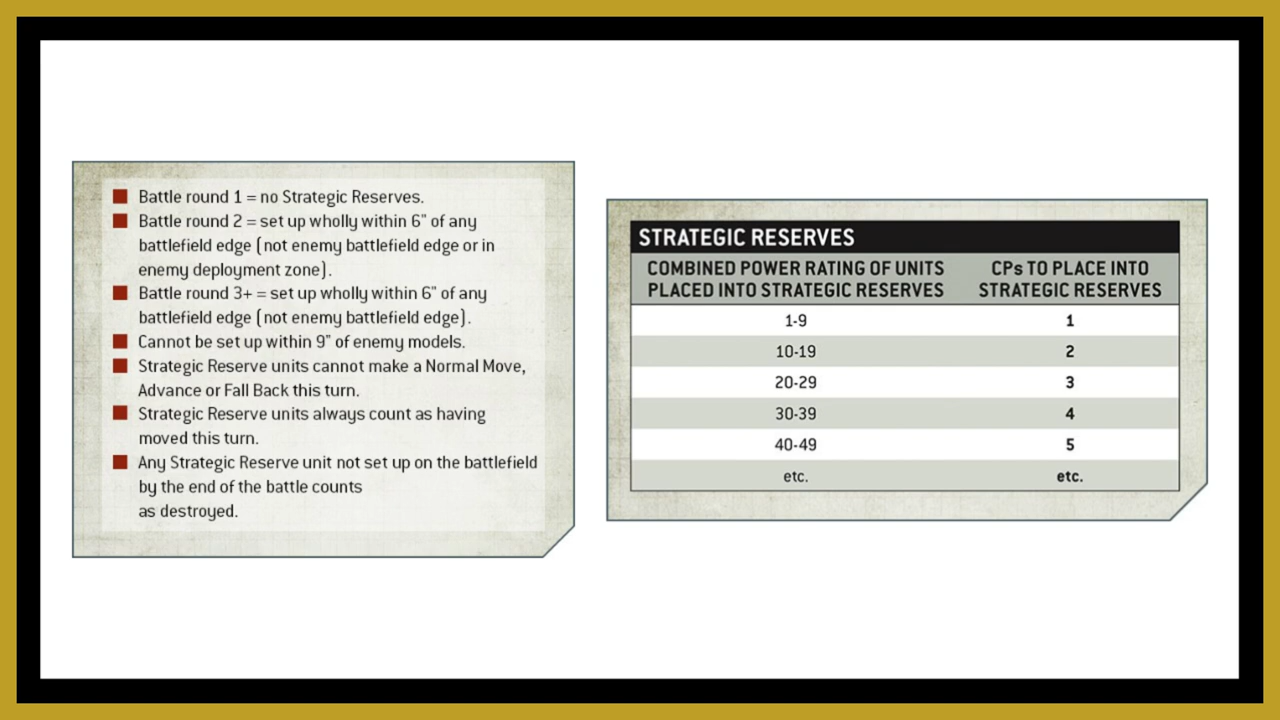 Battle round 1 = no Strategic Reserves.
Battle round 2 = set up wholly within 6" of any
battlefield edge (not enemy battlefield edge or in
enemy deployment zone).
Battle round 3+ = set up wholly within 6" of any
battlefield edge (not enemy battlefield edge).
Cannot be set up within 9" of enemy models.
Strategic Reserve units cannot make a Normal Move,
Advance or Fall Back this turn.
Strategic Reserve units always count as having
moved this turn.
Any Strategic Reserve unit not set up on the battlefield
by the end of the battle counts
as destroyed.
STRATEGIC RESERVES
COMBINED POWER RATING OF UNITS
PLACED INTO STRATEGIC RESERVES
CPs TO PLACE INTO
STRATEGIC RESERVES
1-9 1
10-19 2
20-29 3
30-39 4
40-49 5
etc. etc.